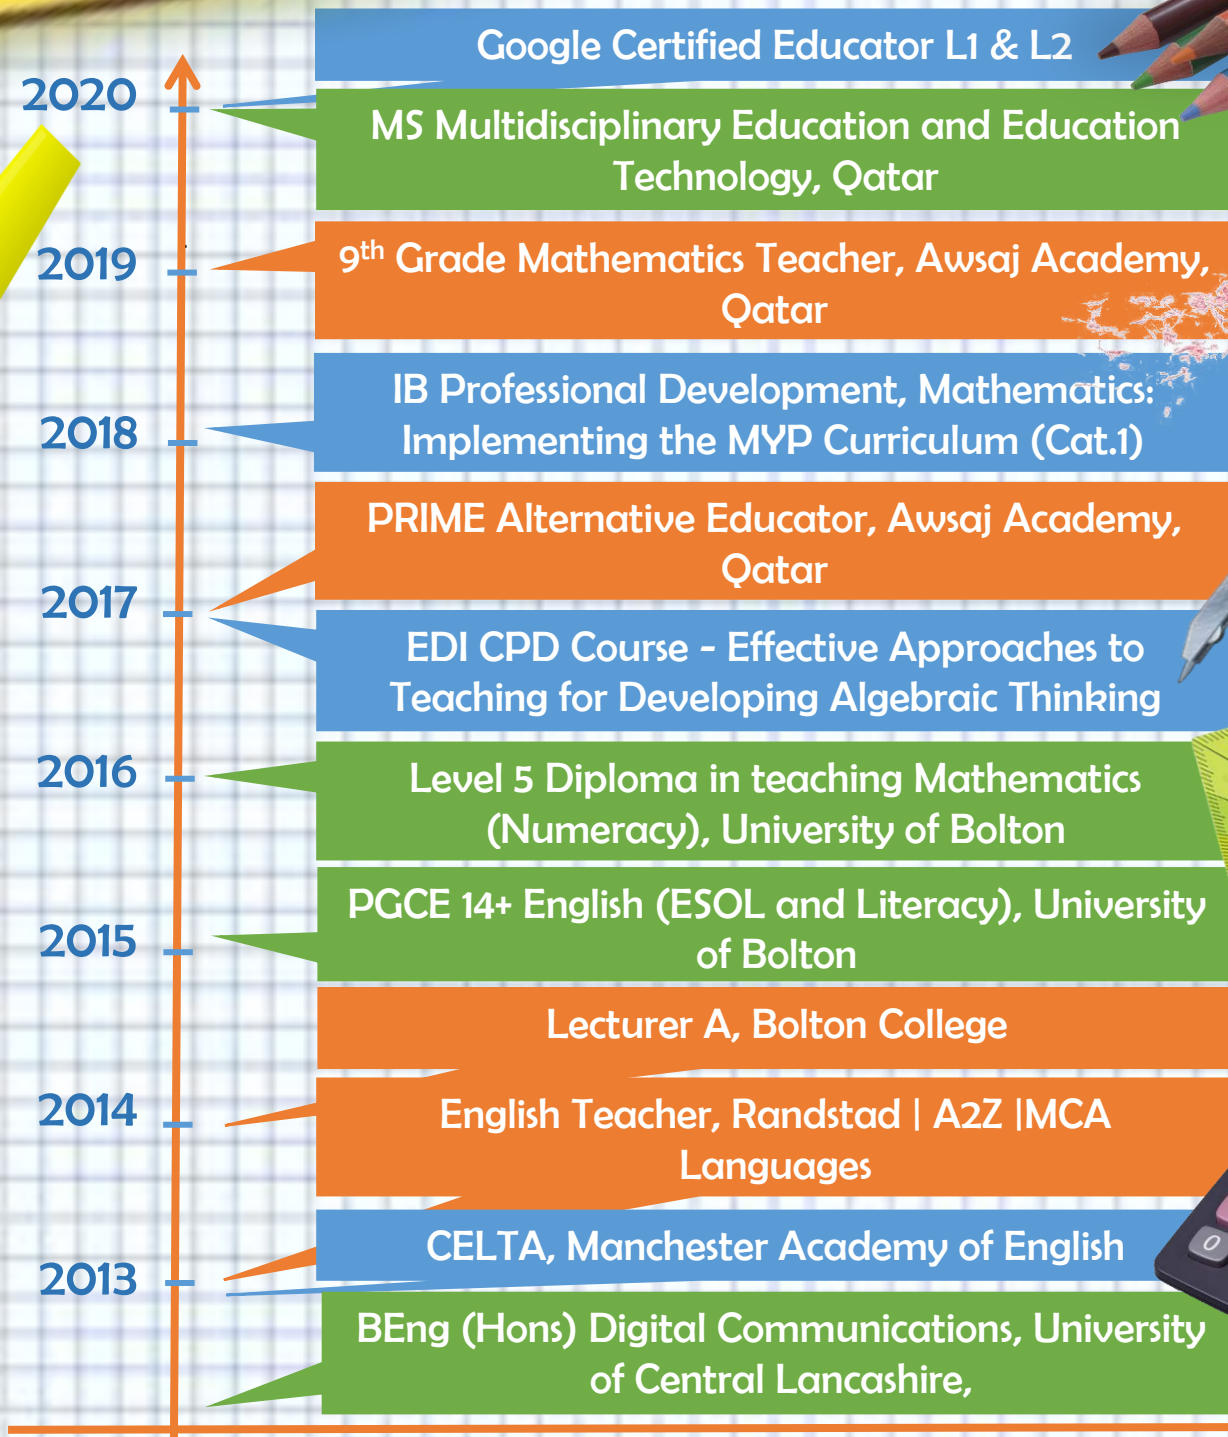 Google Certified Educator L1 & L2
2020
MS Multidisciplinary Education and Education
Technology, Qatar
2019
9th Grade Mathematics Teacher, Awsaj Academy,
Qatar
IB Professional Development, Mathematics:
2018
Implementing the MYP Curriculum (Cat.1)
PRIME Alternative Educator, Awsaj Academy,
Qatar
2017
EDI CPD Course - Effective Approaches to
Teaching for Developing Algebraic Thinking
2016
Level 5 Diploma in teaching Mathematics
(Numeracy), University of Bolton
PGCE 14+ English (ESOL and Literacy), University
2015
of Bolton
Lecturer A, Bolton College
2014
English Teacher, Randstad | A2Z |MCA
Languages
CELTA, Manchester Academy of English
2013
0
BEng (Hons) Digital Communications, University
of Central Lancashire,